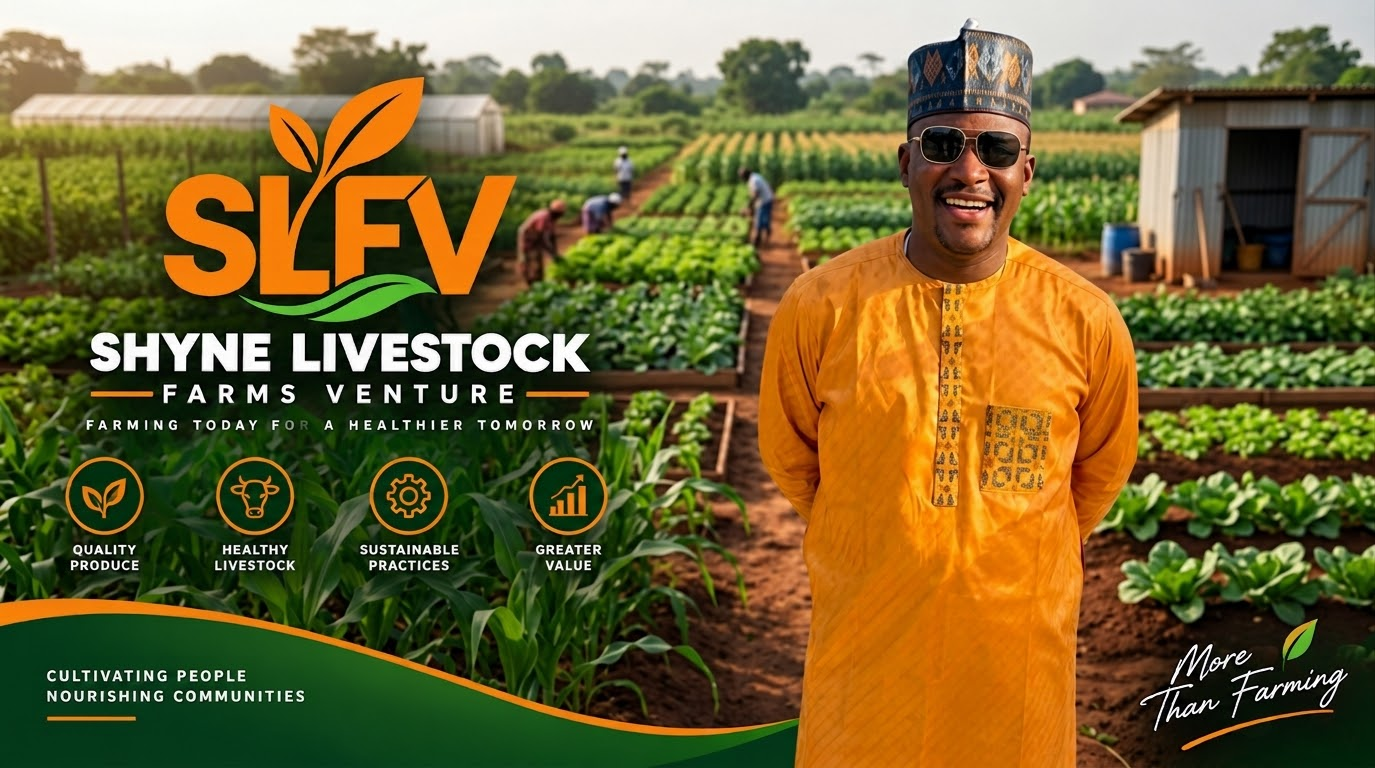 SLFV
SHYNE LIVESTOCK
FARMS VENTURE
FARMING TODAY FOR A HEALTHIER TOMORROW
QUALITY
PRODUCE
HEALTHY
LIVESTOCK
SUSTAINABLE
PRACTICES
GREATER
VALUE
CULTIVATING PEOPLE
NOURISHING COMMUNITIES
More
Than Farming